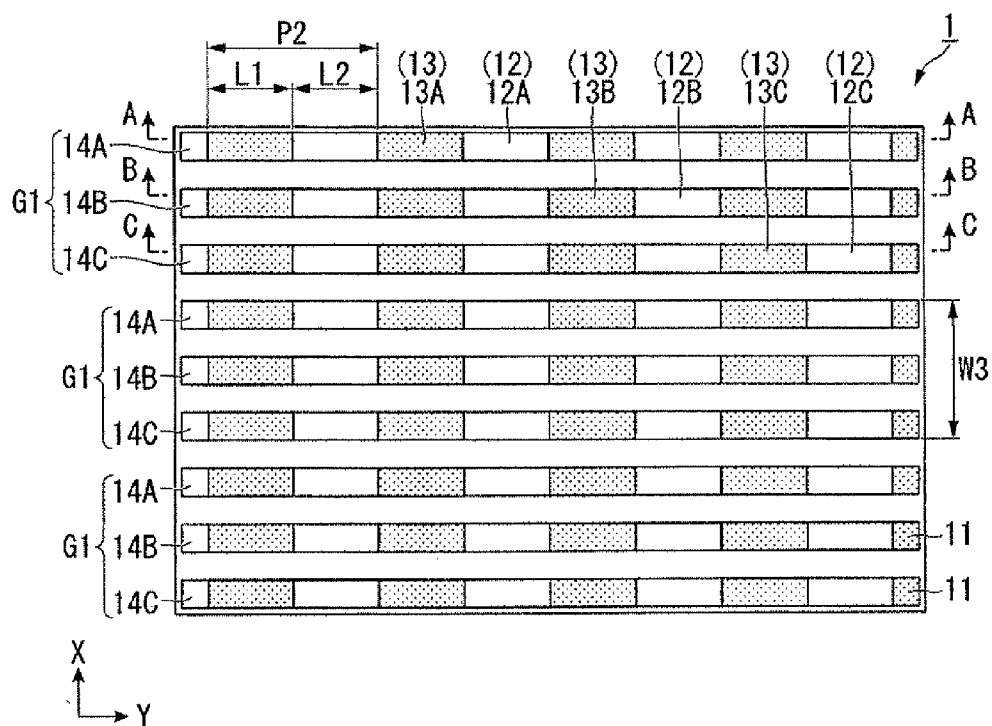 1
P2
L1 L2 (13) (12) (13) (12) (13) (12)
13A 12A 13B 12B 13C 12C
A A
14A
B B
G1 14B
C C
14C
14A
G1 14B W3
14C
14A
G1 14B 11
14C 11
X
Y